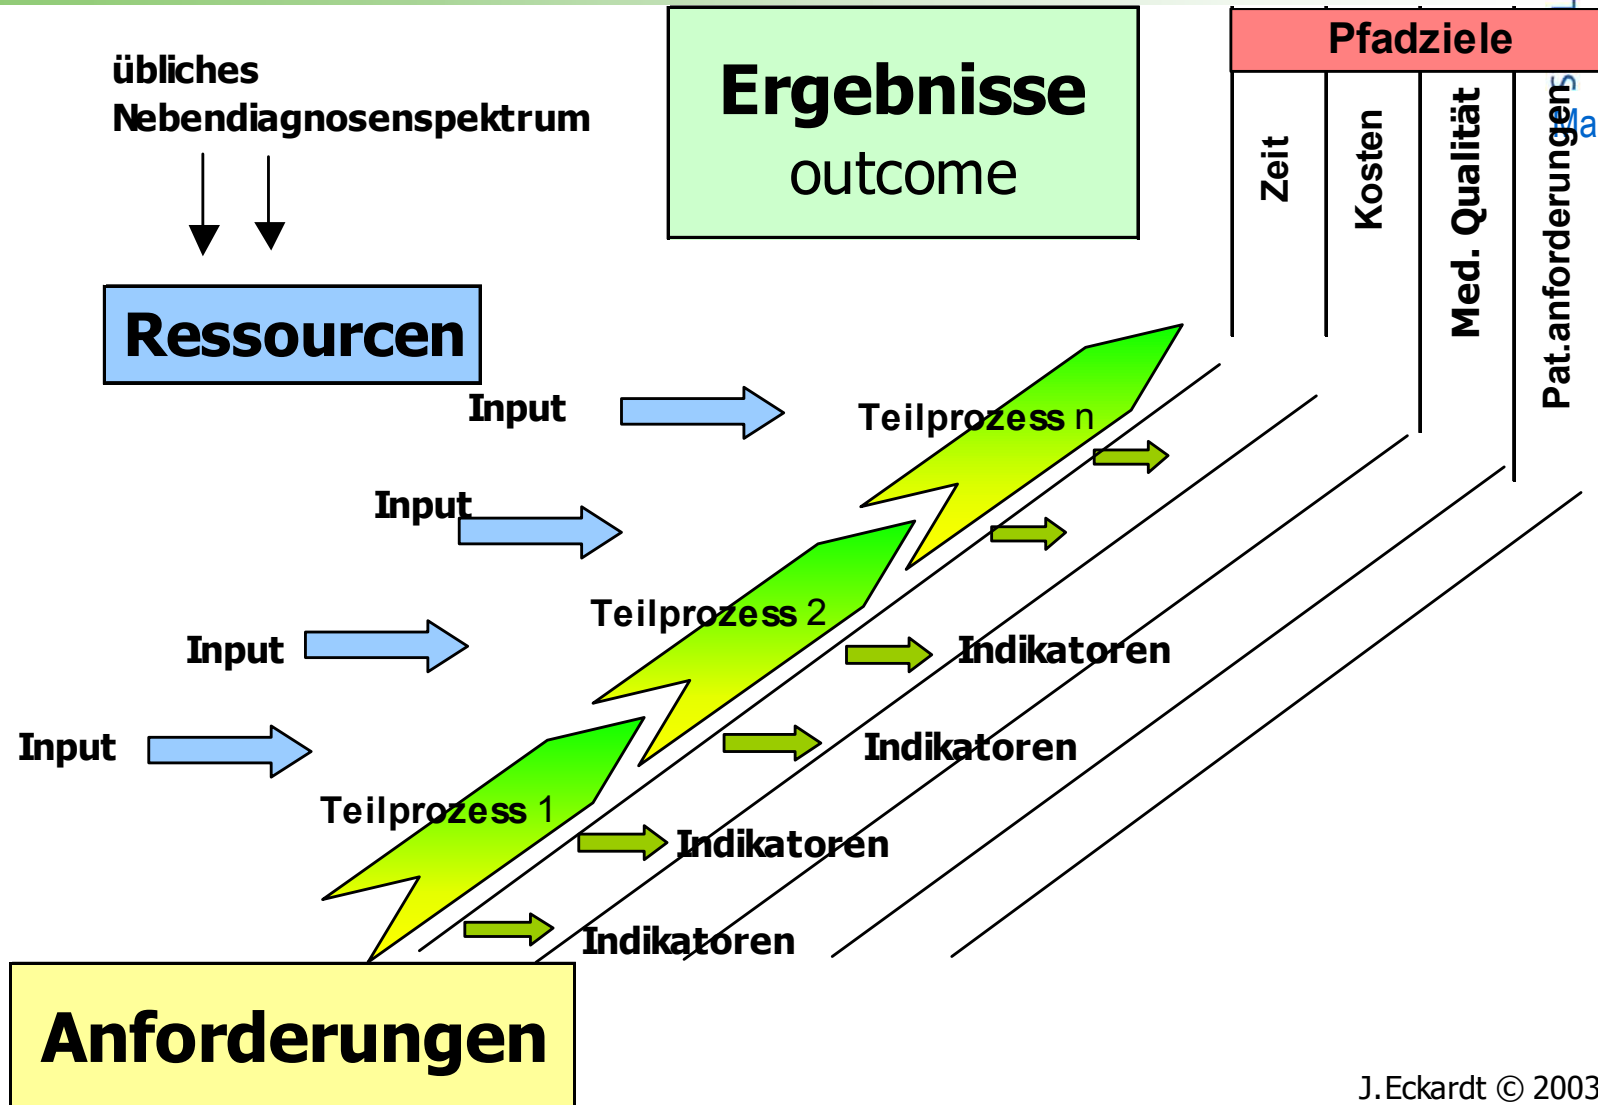 übliches
Nebendiagnosenspektrum
Ressourcen
Ergebnisse
outcome
Pfadziele
Zeit
Kosten
Med. Qualität
Pat.anforderungen
Ma
Input
Teilprozess n
Input
Teilprozess 2
Input
Indikatoren
Input
Indikatoren
Teilprozess 1
Indikatoren
Indikatoren
Anforderungen
J.Eckardt © 2003